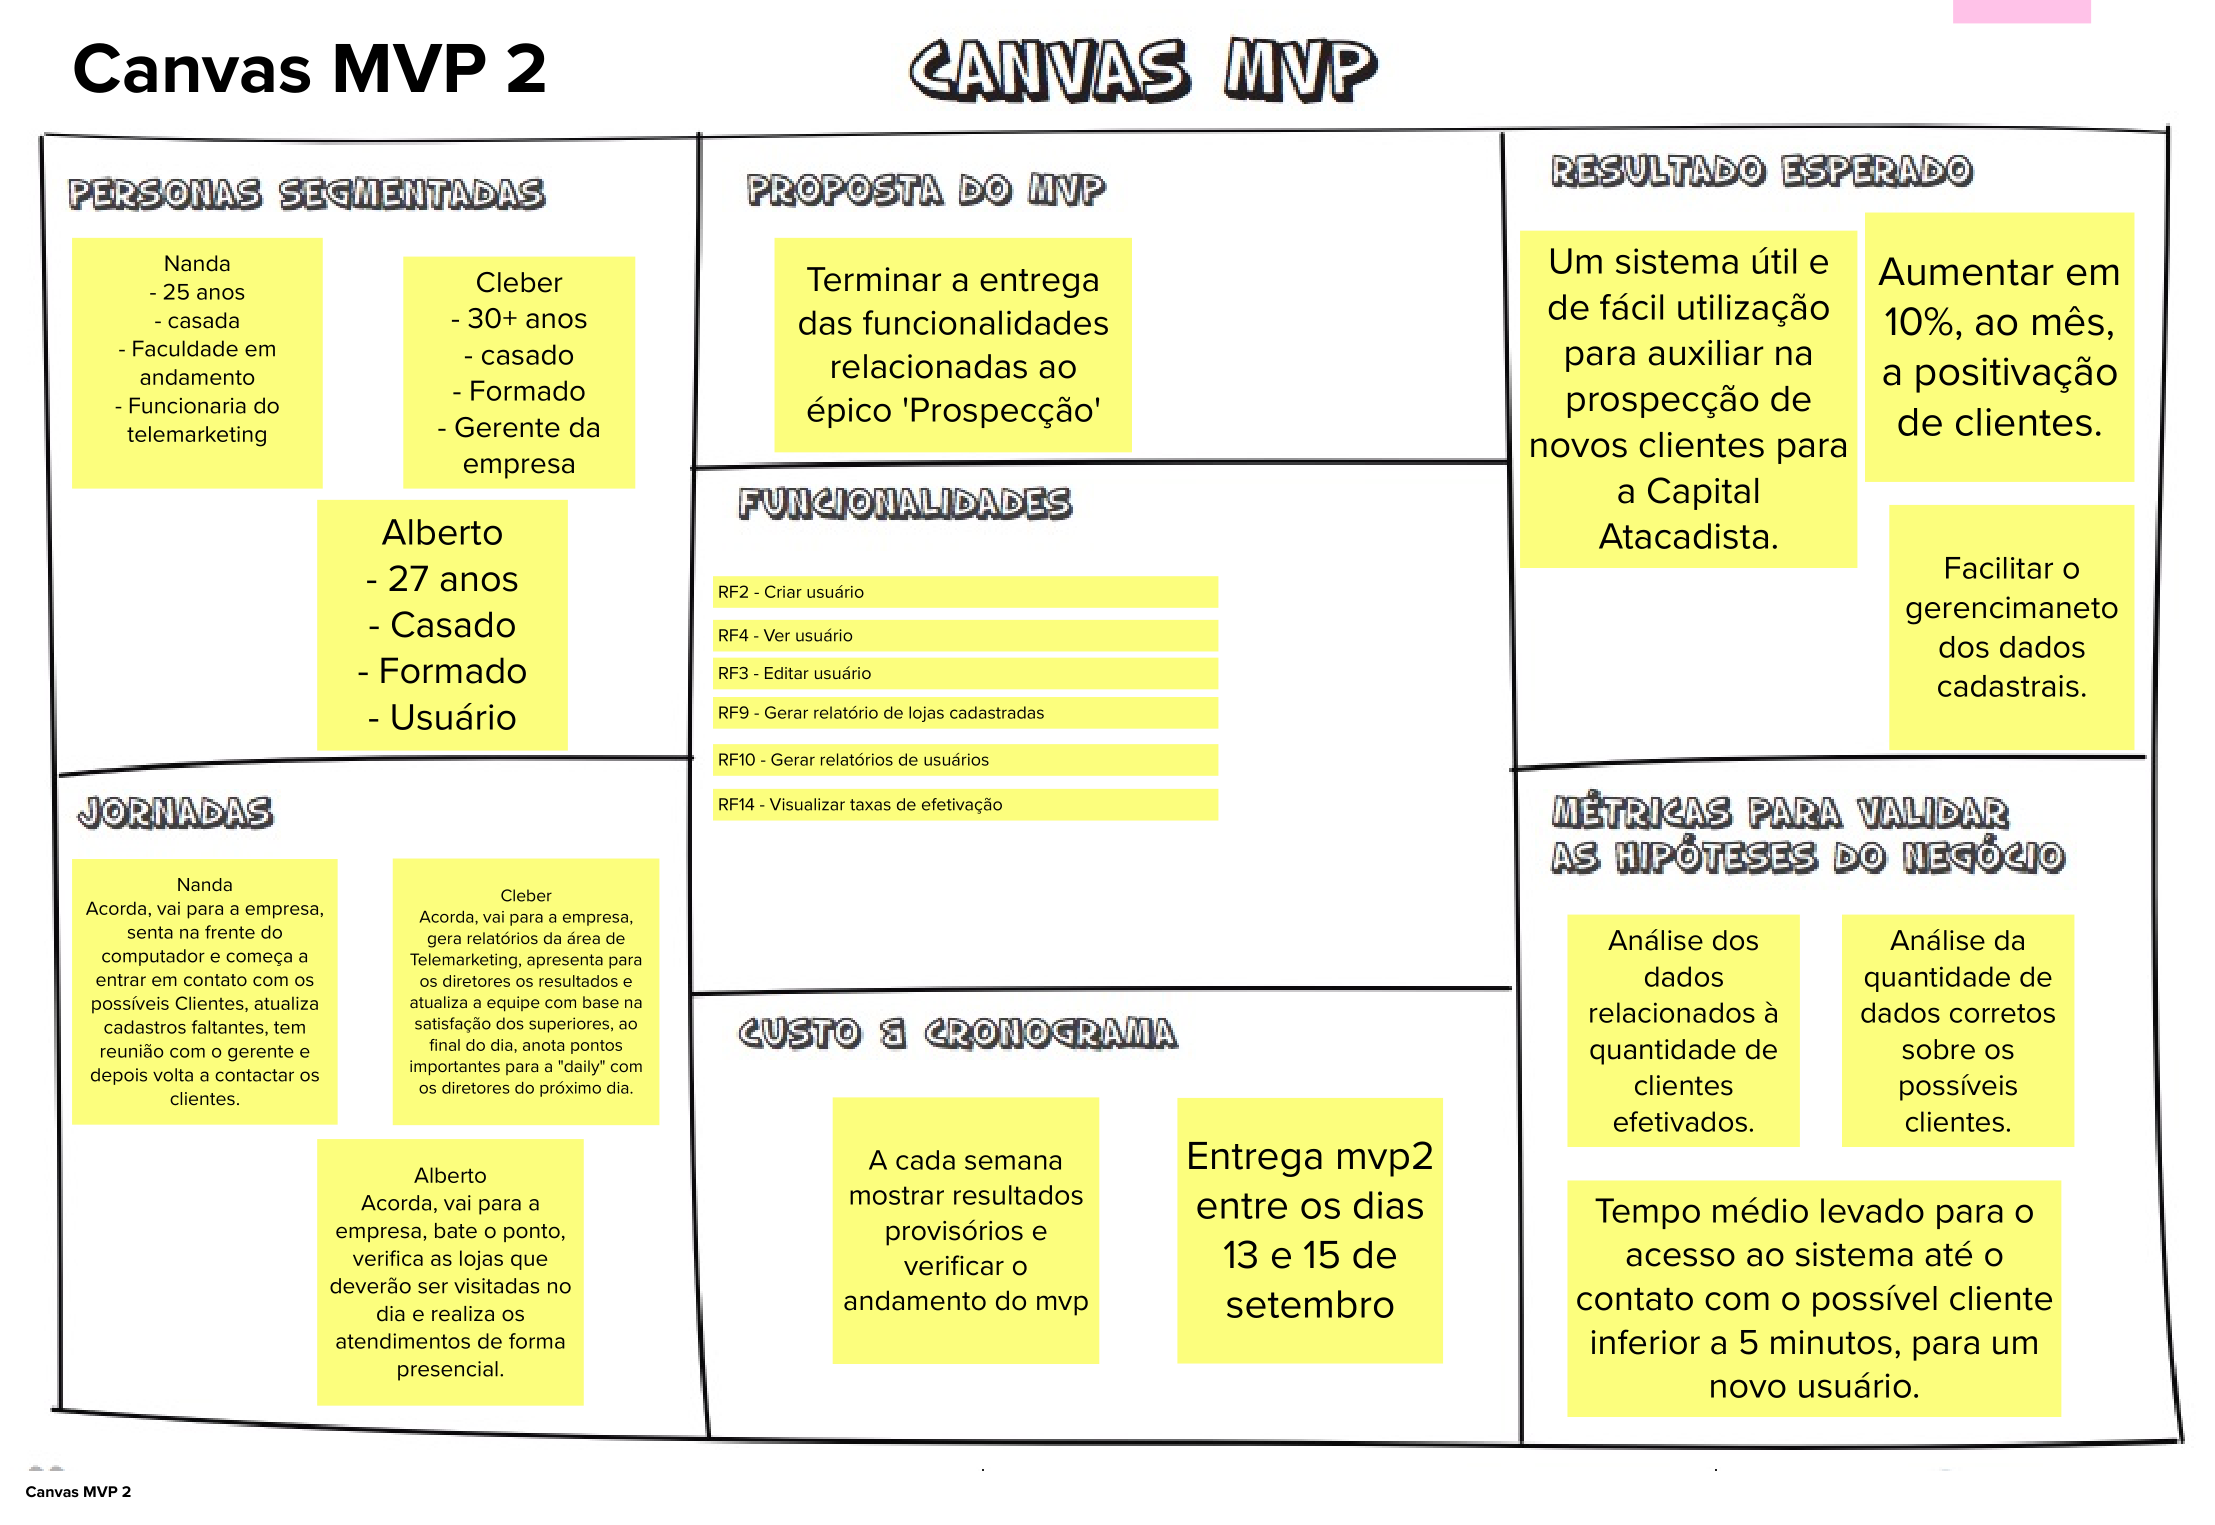 Canvas MVP 2
CANVAS MVP
PERSONAS SEGMENTADAS
Nanda
- 25 anos
- casada
- Faculdade em
andamento
- Funcionaria do
telemarketing
Cleber
- 30+ anos
- casado
- Formado
- Gerente da
empresa
Alberto
- 27 anos
- Casado
- Formado
- Usuário
JORNADAS
Nanda
Acorda, vai para a empresa,
senta na frente do
computador e começa a
entrar em contato com os
possíveis Clientes, atualiza
cadastros faltantes, tem
reunião com o gerente e
depois volta a contactar os
clientes.
Cleber
Acorda, vai para a empresa,
gera relatórios da área de
Telemarketing, apresenta para
os diretores os resultados e
atualiza a equipe com base na
satisfação dos superiores, ao
final do dia, anota pontos
importantes para a "daily" com
os diretores do próximo dia.
Alberto
Acorda, vai para a
empresa, bate o ponto,
verifica as lojas que
deverão ser visitadas no
dia e realiza os
atendimentos de forma
presencial.
PROPOSTA DO MVP
Terminar a entrega
das funcionalidades
relacionadas ao
épico 'Prospecção'
FUNCIONALIDADES
RF2 - Criar usuário
RF4 - Ver usuário
RF3 - Editar usuário
RF9 - Gerar relatório de lojas cadastradas
RF10 - Gerar relatórios de usuários
RF14 - Visualizar taxas de efetivação
CUSTO & CRONOGRAMA
A cada semana
mostrar resultados
provisórios e
verificar o
andamento do mvp
Entrega mvp2
entre os dias
13 e 15 de
setembro
RESULTADO ESPERADO
Um sistema útil e
de fácil utilização
para auxiliar na
prospecção de
novos clientes para
a Capital
Atacadista.
Aumentar em
10%, ao mês,
a positivação
de clientes.
Facilitar o
gerencimaneto
dos dados
cadastrais.
MÉTRICAS PARA VALIDAR
AS HIPÓTESES DO NEGÓCIO
Análise dos
dados
relacionados à
quantidade de
clientes
efetivados.
Análise da
quantidade de
dados corretos
sobre os
possíveis
clientes.
Tempo médio levado para o
acesso ao sistema até o
contato com o possível cliente
inferior a 5 minutos, para um
novo usuário.
Canvas MVP 2